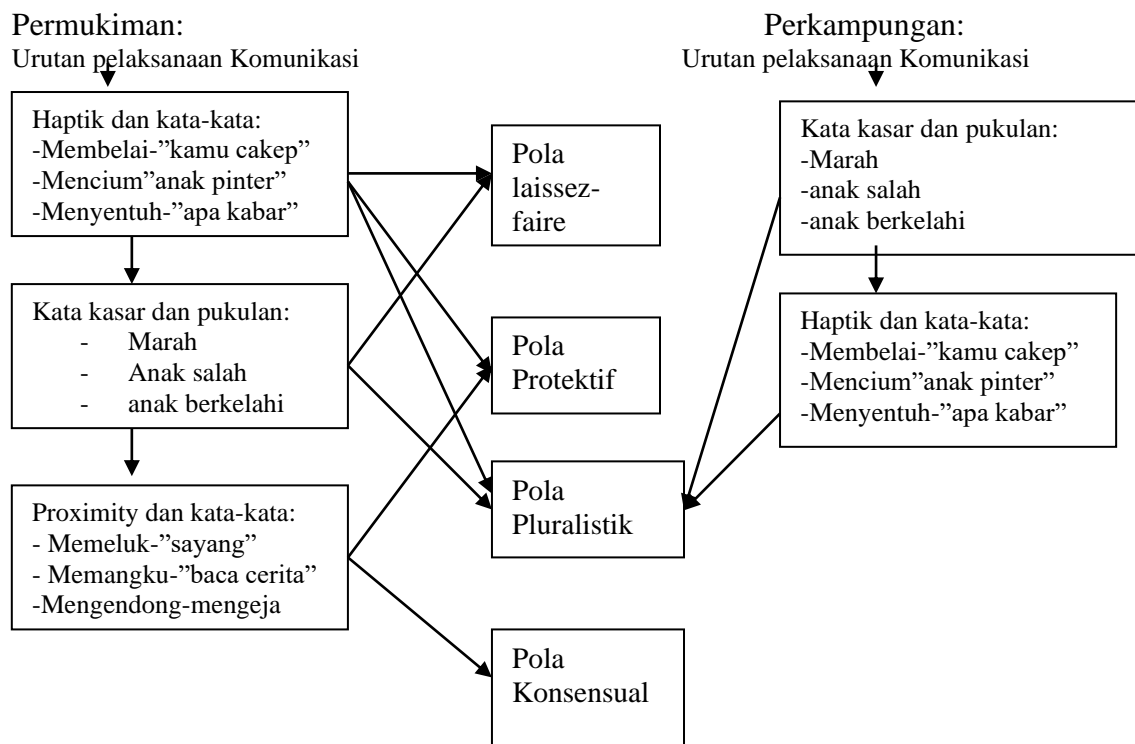 Permukiman:
Urutan pelaksanaan Komunikasi
Haptik dan kata-kata:
-Membelai-”kamu cakep”
-Mencium”anak pinter”
-Menyentuh-”apa kabar”
Kata kasar dan pukulan:
- Marah
- Anak salah
- anak berkelahi
Proximity dan kata-kata:
- Memeluk-”sayang”
- Memangku-”baca cerita”
-Mengendong-mengeja
Pola
laissez-
faire
Pola
Protektif
Pola
Pluralistik
Pola
Konsensual
Perkampungan:
Urutan pelaksanaan Komunikasi
Kata kasar dan pukulan:
-Marah
-anak salah
-anak berkelahi
Haptik dan kata-kata:
-Membelai-”kamu cakep”
-Mencium”anak pinter”
-Menyentuh-”apa kabar”